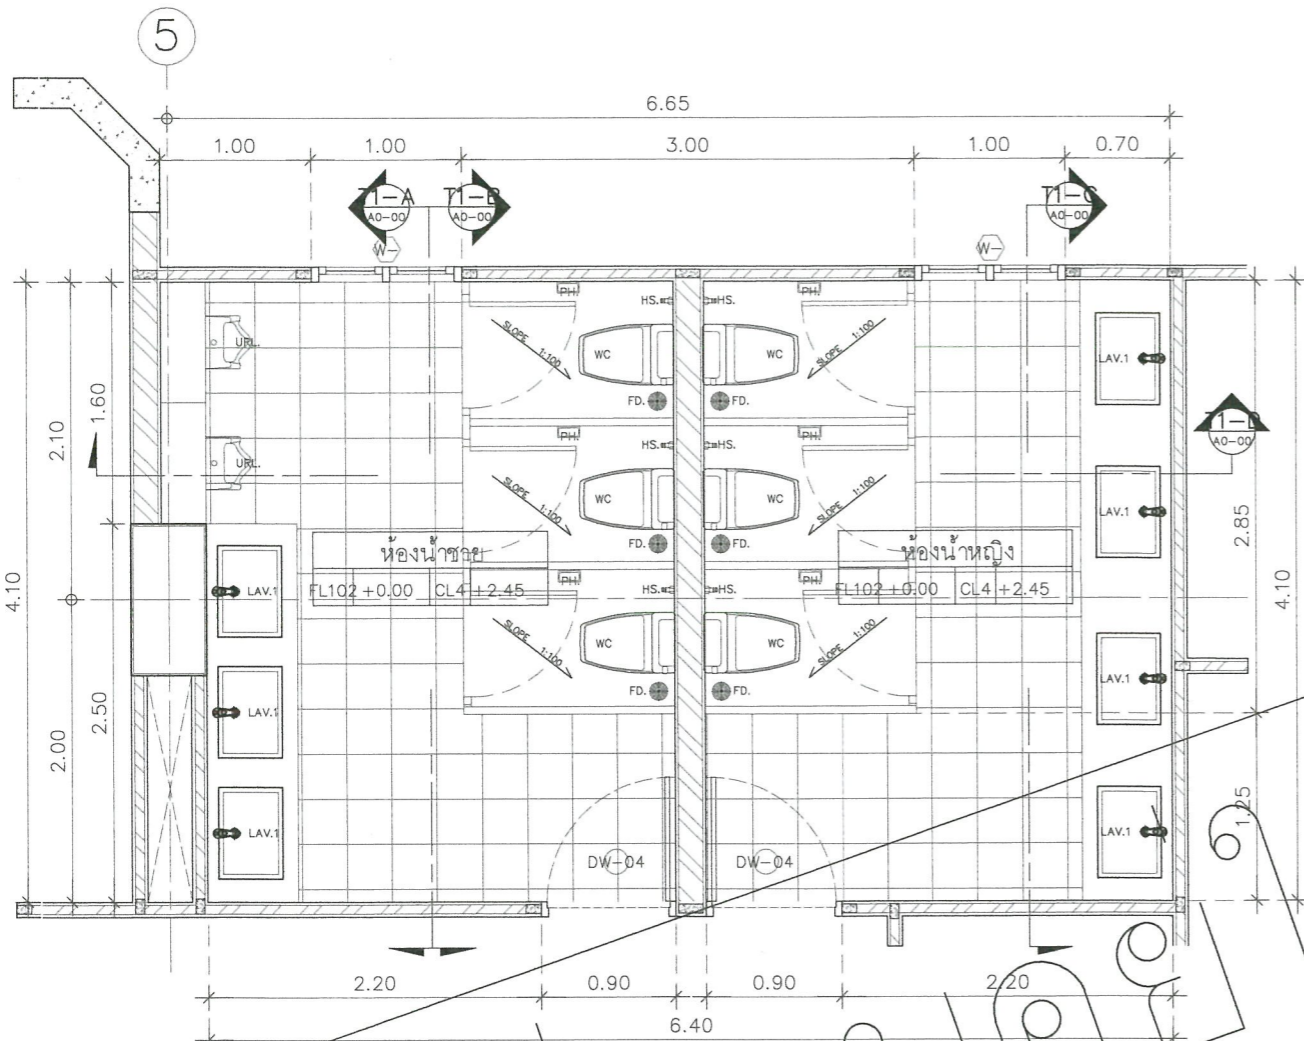 5
6.65
1.00
1.00
3.00
1.00
0.70
T1-A
A0-00
T1-B
A0-00
T1-C
A0-00
W-
W-
PH.
HS.
HS.
PH.
URL.
SLOPE 1:100
WC
WC
SLOPE 1:100
LAV.1
FD.
FD.
1.60
2.10
PH.
HS.
HS.
PH.
T1-D
A0-00
URL.
SLOPE 1:100
WC
WC
SLOPE 1:100
LAV.1
2.85
FD.
FD.
ห้องน้ำชาย
ห้องน้ำหญิง
4.10
LAV.1
FL102 +0.00 CL4 +2.45
PH.
HS.
HS.
PH.
FL102 +0.00 CL4 +2.45
4.10
SLOPE 1:100
WC
WC
SLOPE 1:100
LAV.1
FD.
FD.
2.50
2.00
LAV.1
1.25
LAV.1
DW-04
DW-04
LAV.1
2.20
0.90
0.90
2.20
6.40